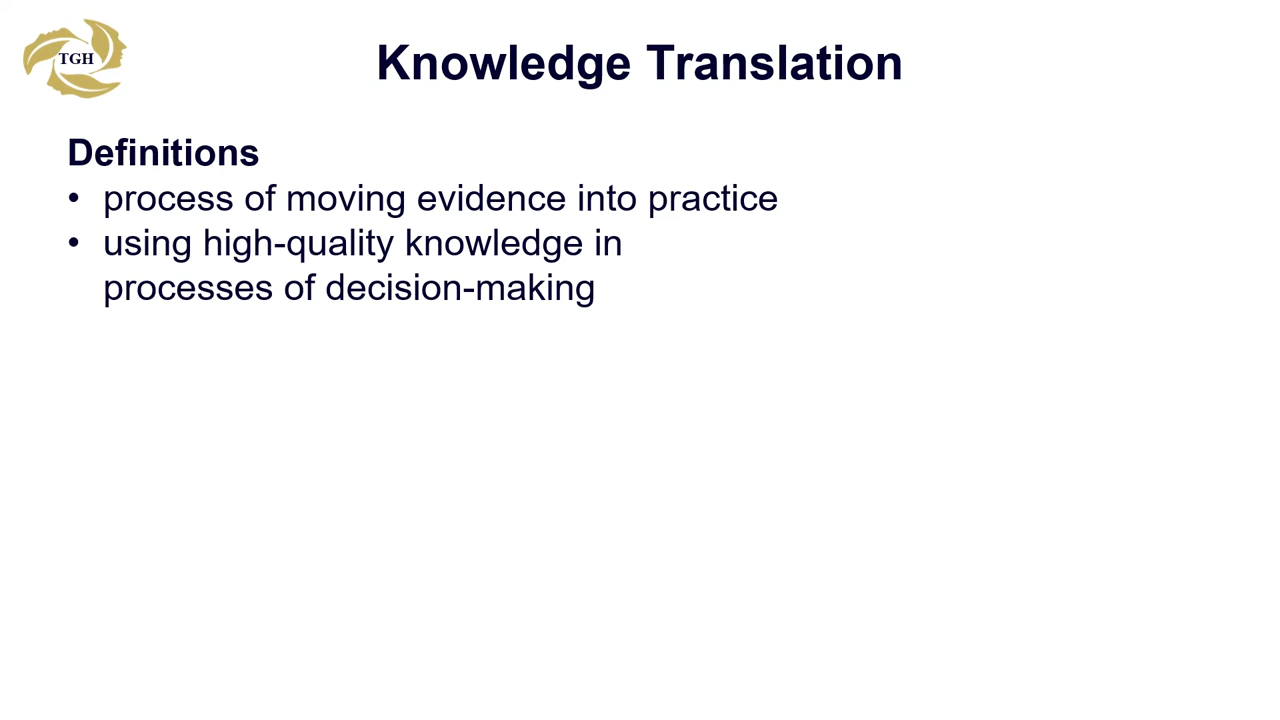 TGH
Knowledge Translation
Definitions
• process of moving evidence into practice
• using high-quality knowledge in
processes of decision-making